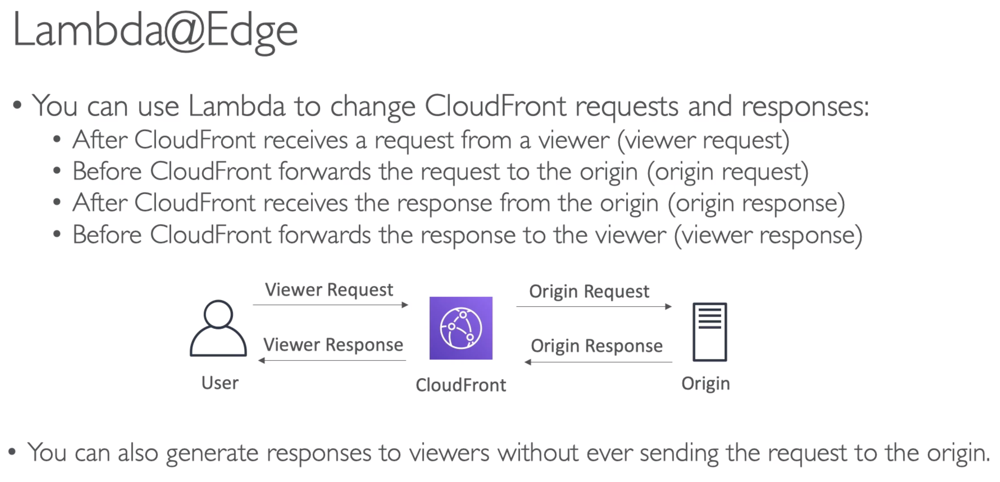 Lambda@Edge
• You can use Lambda to change CloudFront requests and responses:
• After CloudFront receives a request from a viewer (viewer request)
• Before CloudFront forwards the request to the origin (origin request)
• After CloudFront receives the response from the origin (origin response)
• Before CloudFront forwards the response to the viewer (viewer response)
Viewer Request
Origin Request
Viewer Response
Origin Response
User
CloudFront
Origin
• You can also generate responses to viewers without ever sending the request to the origin.